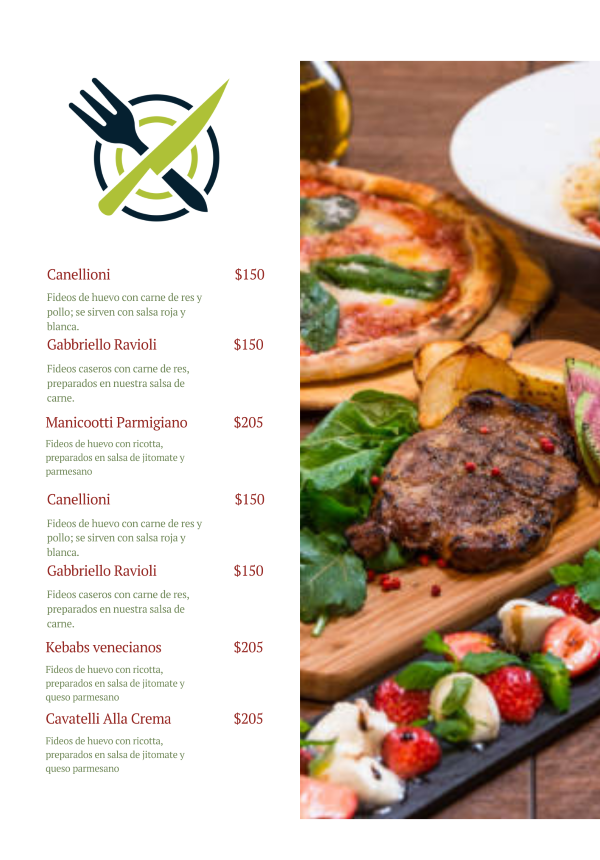 Canellioni $150
Fideos de huevo con carne de res y
pollo; se sirven con salsa roja y
blanca.
Gabbriello Ravioli $150
Fideos caseros con carne de res,
preparados en nuestra salsa de
carne.
Manicootti Parmigiano $205
Fideos de huevo con ricotta,
preparados en salsa de jitomate y
parmesano
Canellioni $150
Fideos de huevo con carne de res y
pollo; se sirven con salsa roja y
blanca.
Gabbriello Ravioli $150
Fideos caseros con carne de res,
preparados en nuestra salsa de
carne.
Kebabs venecianos $205
Fideos de huevo con ricotta,
preparados en salsa de jitomate y
queso parmesano
Cavatelli Alla Crema $205
Fideos de huevo con ricotta,
preparados en salsa de jitomate y
queso parmesano